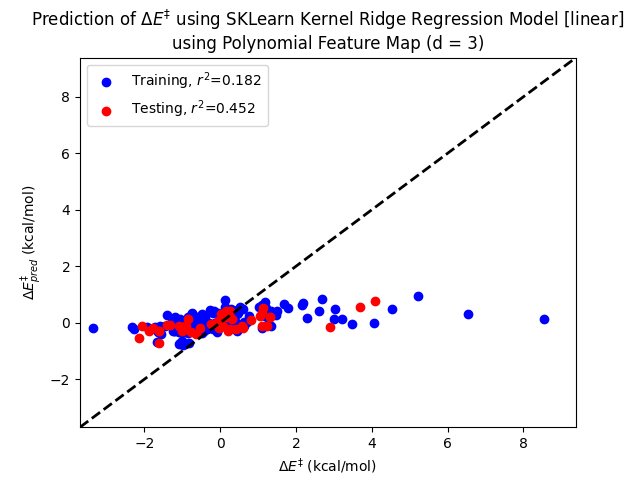 Prediction of ΔE‡ using SKLearn Kernel Ridge Regression Model [linear]
using Polynomial Feature Map (d = 3)
Training, r²=0.182
Testing, r²=0.452
8
6
4
2
0
−2
ΔE‡pred (kcal/mol)
−2 0 2 4 6 8
ΔE‡ (kcal/mol)